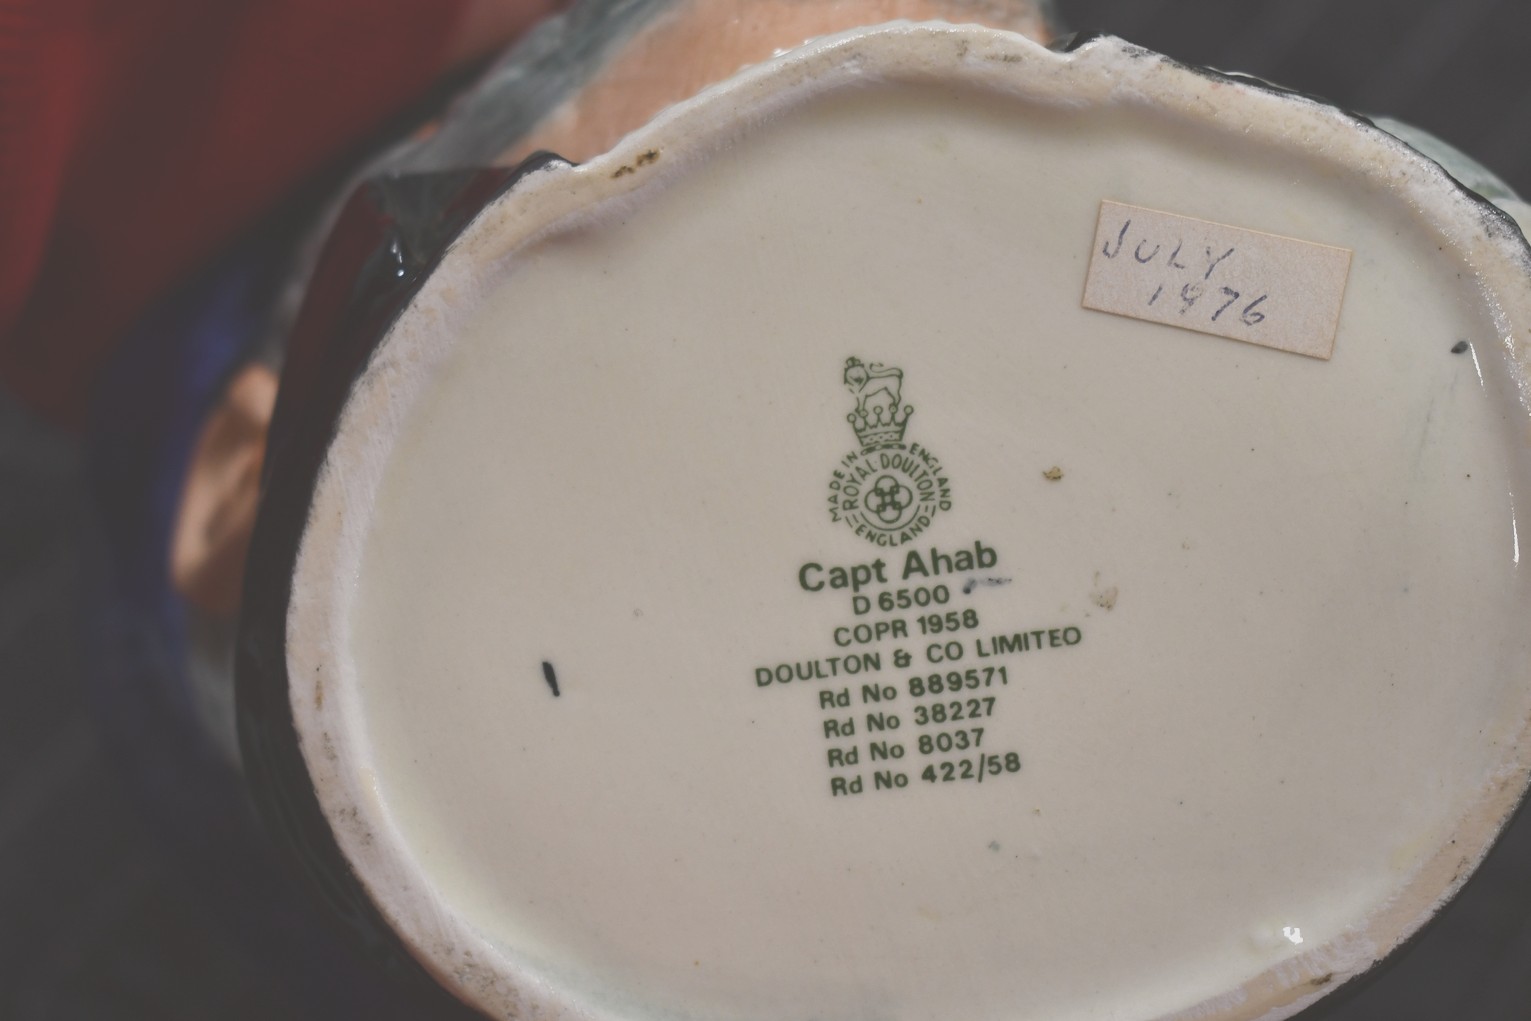 JULY
1976
MADE IN ENGLAND
ROYAL DOULTON
ENGLAND
Capt Ahab
D 6500
COPR 1958
DOULTON & CO LIMITED
Rd No 889571
Rd No 38227
Rd No 8037
Rd No 422/58